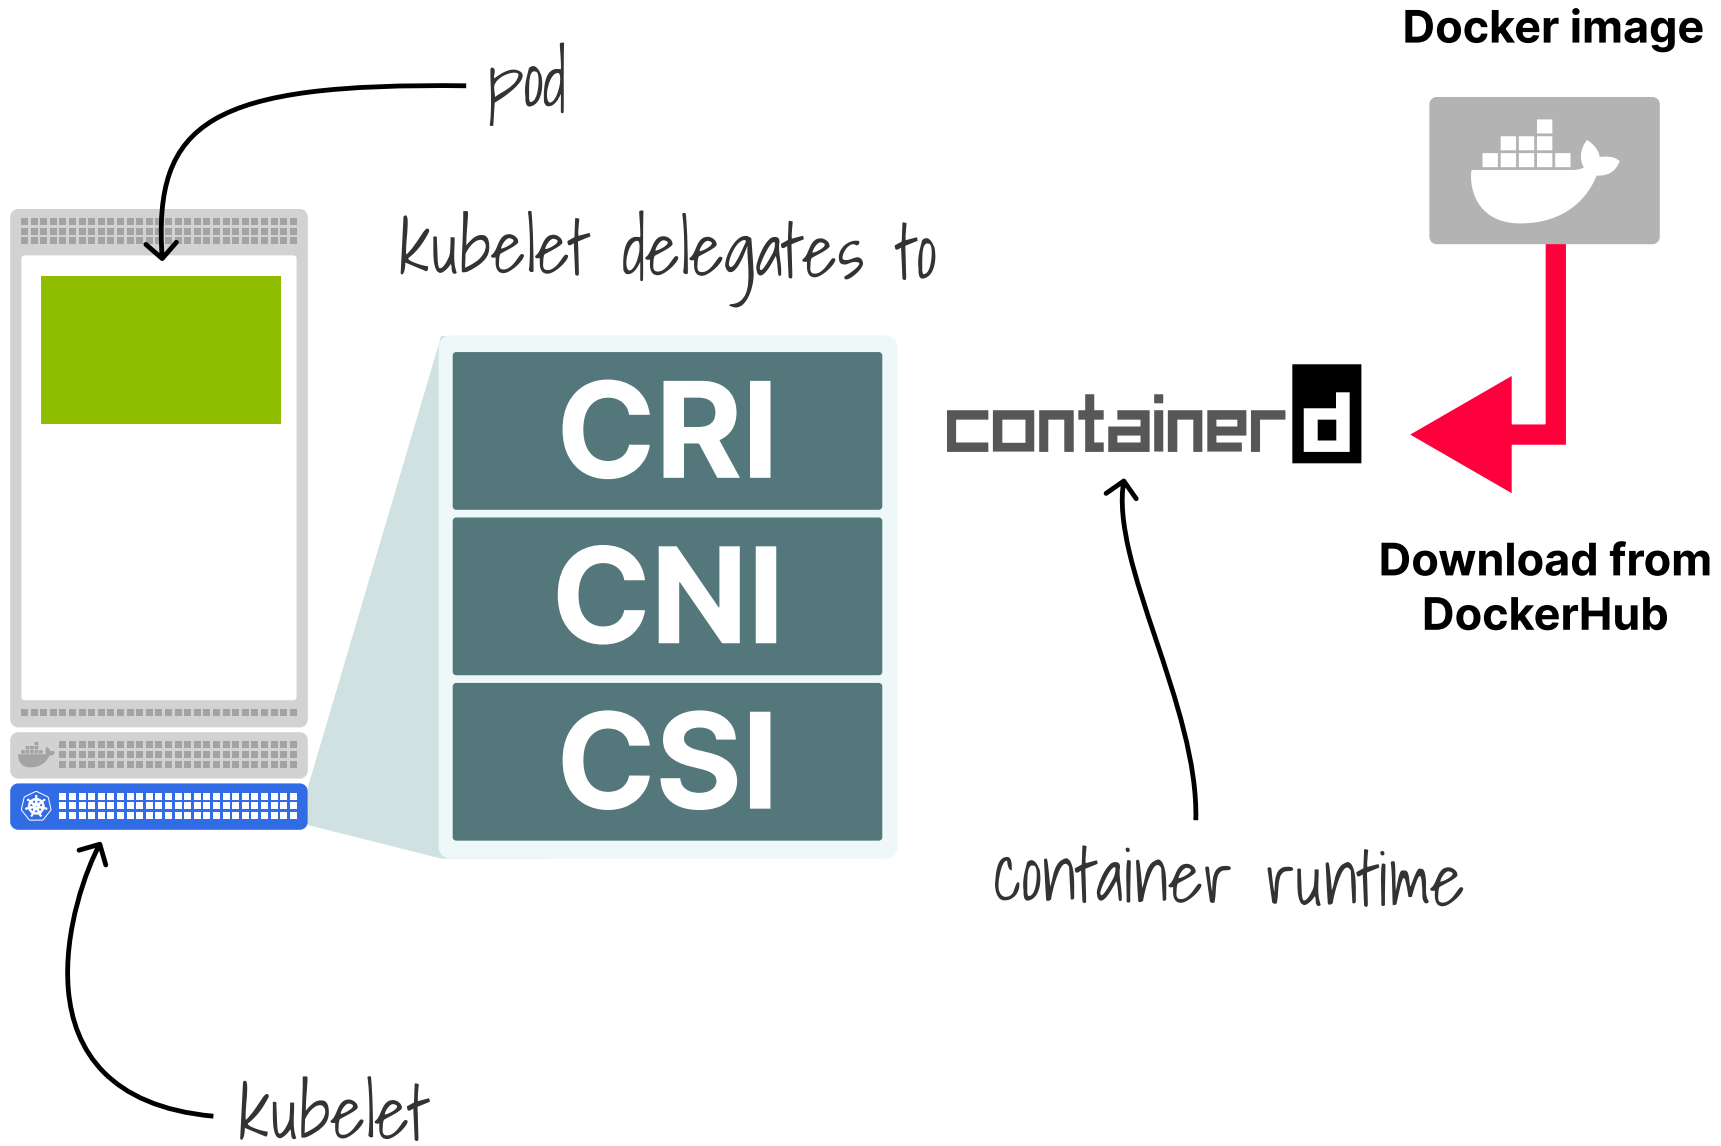 Docker image
pod
kubelet delegates to
CRI
containerd
CNI
Download from
DockerHub
CSI
container runtime
kubelet